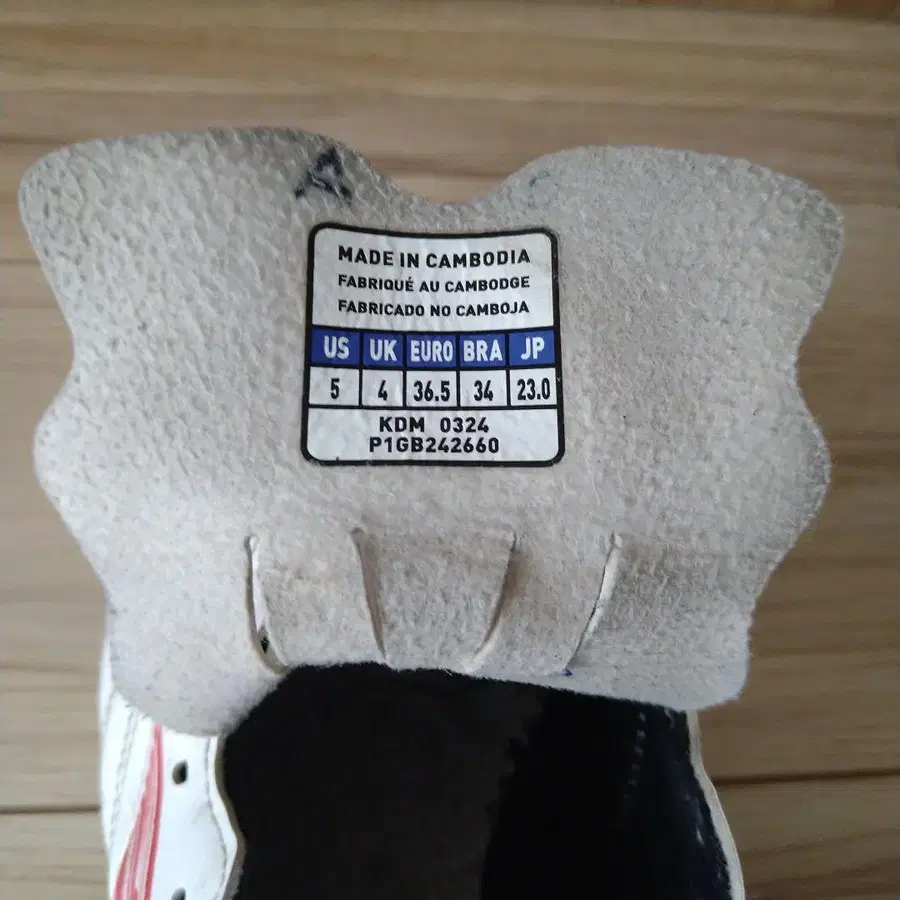 A
MADE IN CAMBODIA
FABRIQUÉ AU CAMBODGE
FABRICADO NO CAMBOJA
US UK EURO BRA JP
5 4 36.5 34 23.0
KDM 0324
P1GB242660